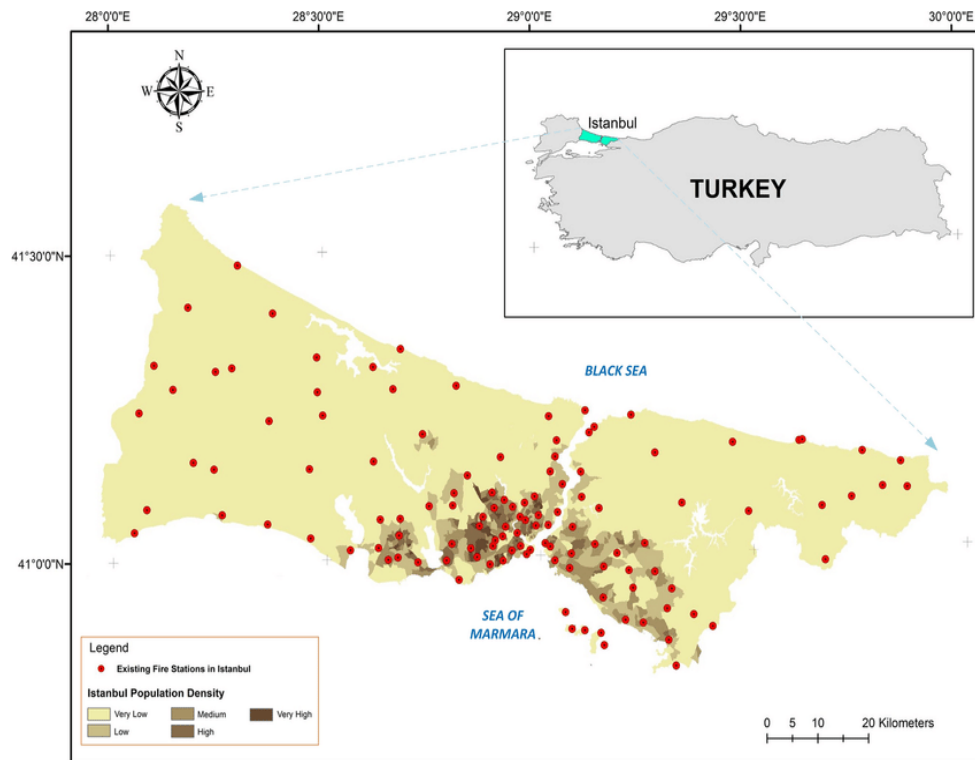 28°0'0"E 28°30'0"E 29°0'0"E 29°30'0"E 30°0'0"E
N
W E
S
Istanbul
TURKEY
41°30'0"N
BLACK SEA
41°0'0"N
SEA OF
MARMARA .
Legend
Existing Fire Stations in Istanbul
Istanbul Population Density
Very Low Medium Very High
Low High
0 5 10 20 Kilometers